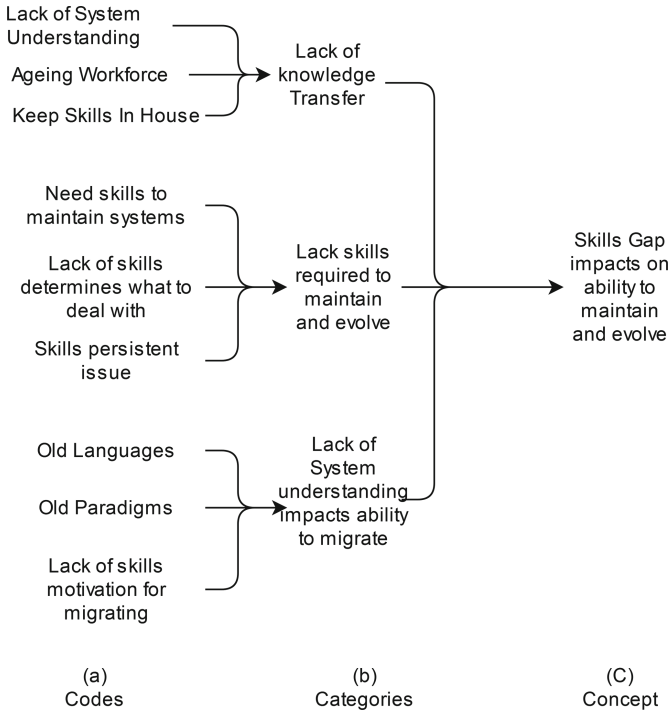 Lack of System
Understanding
Ageing Workforce
Keep Skills In House
Lack of
knowledge
Transfer
Need skills to
maintain systems
Lack of skills
determines what to
deal with
Skills persistent
issue
Lack skills
required to
maintain
and evolve
Skills Gap
impacts on
ability to
maintain
and evolve
Old Languages
Old Paradigms
Lack of skills
motivation for
migrating
Lack of
System
understanding
impacts ability
to migrate
(a)
Codes
(b)
Categories
(C)
Concept